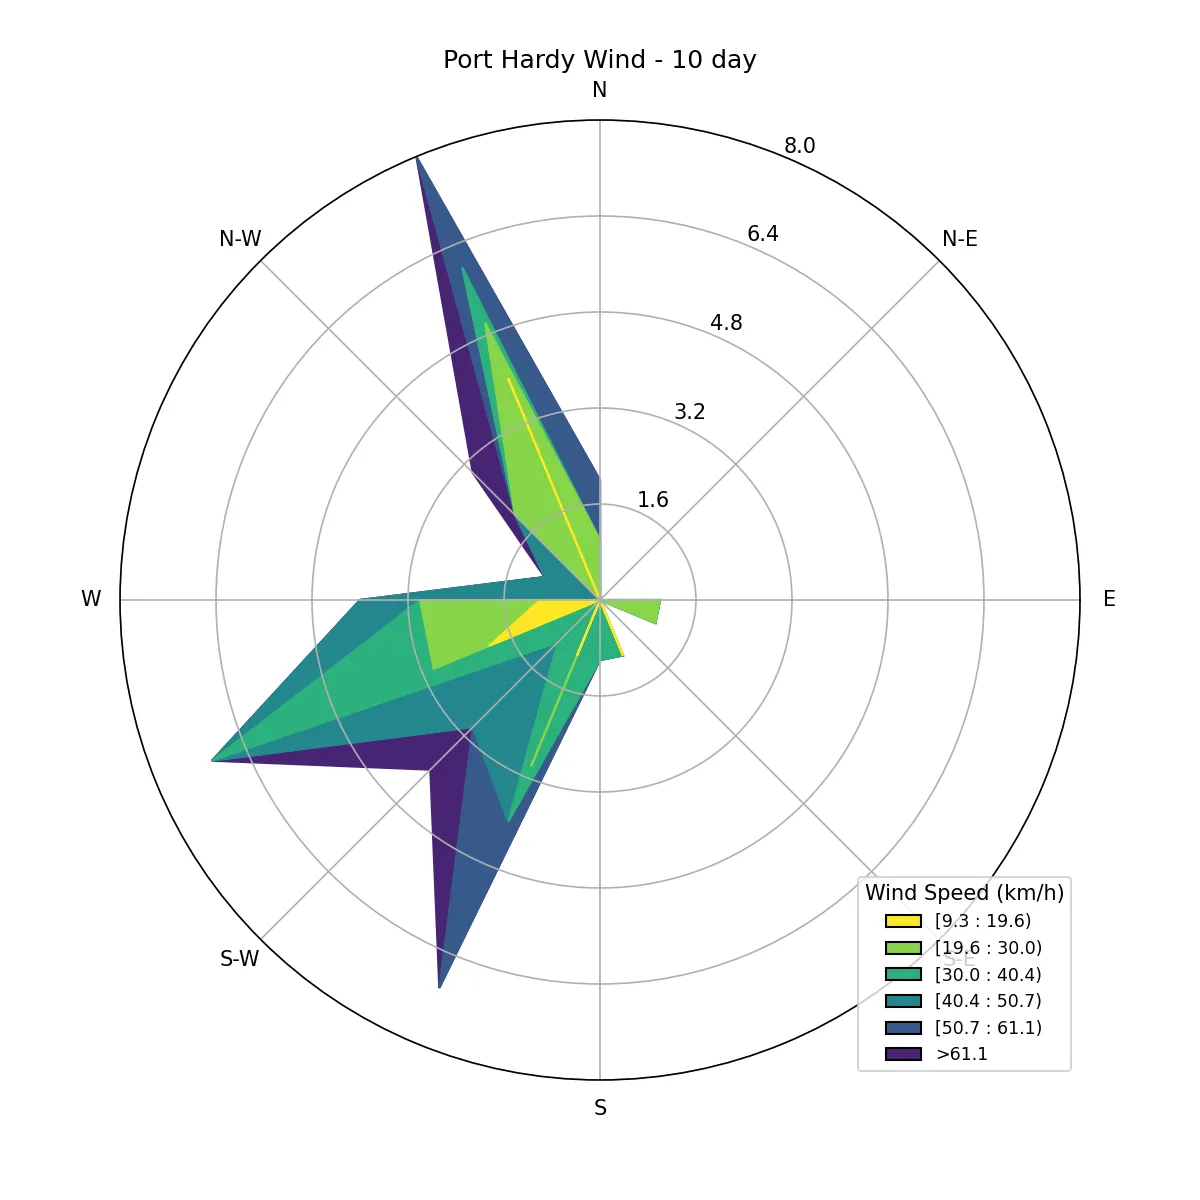 Port Hardy Wind - 10 day
N
8.0
N-W
6.4
N-E
4.8
3.2
1.6
W
E
Wind Speed (km/h)
[9.3 : 19.6)
[19.6 : 30.0)
S-W
S-E
[30.0 : 40.4)
[40.4 : 50.7)
[50.7 : 61.1)
>61.1
S